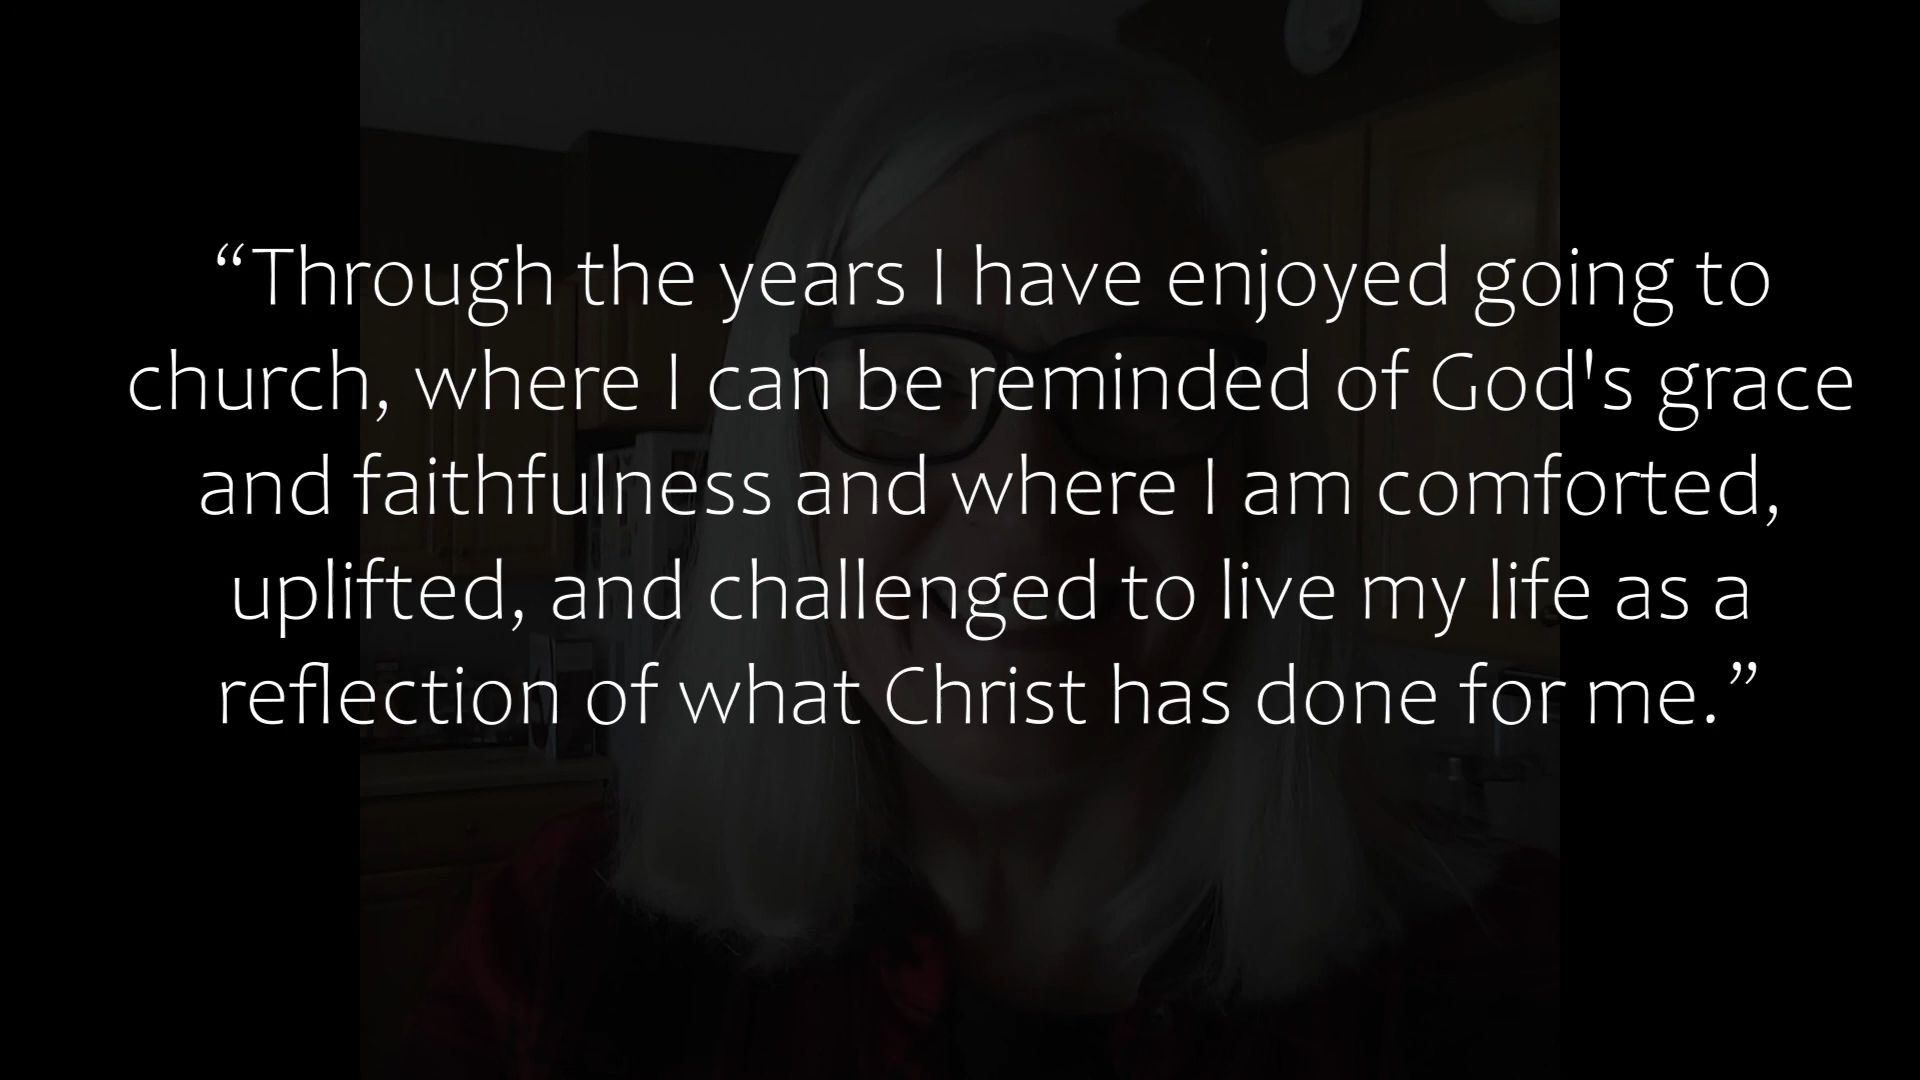 “Through the years I have enjoyed going to
church, where I can be reminded of God's grace
and faithfulness and where I am comforted,
uplifted, and challenged to live my life as a
reflection of what Christ has done for me.”